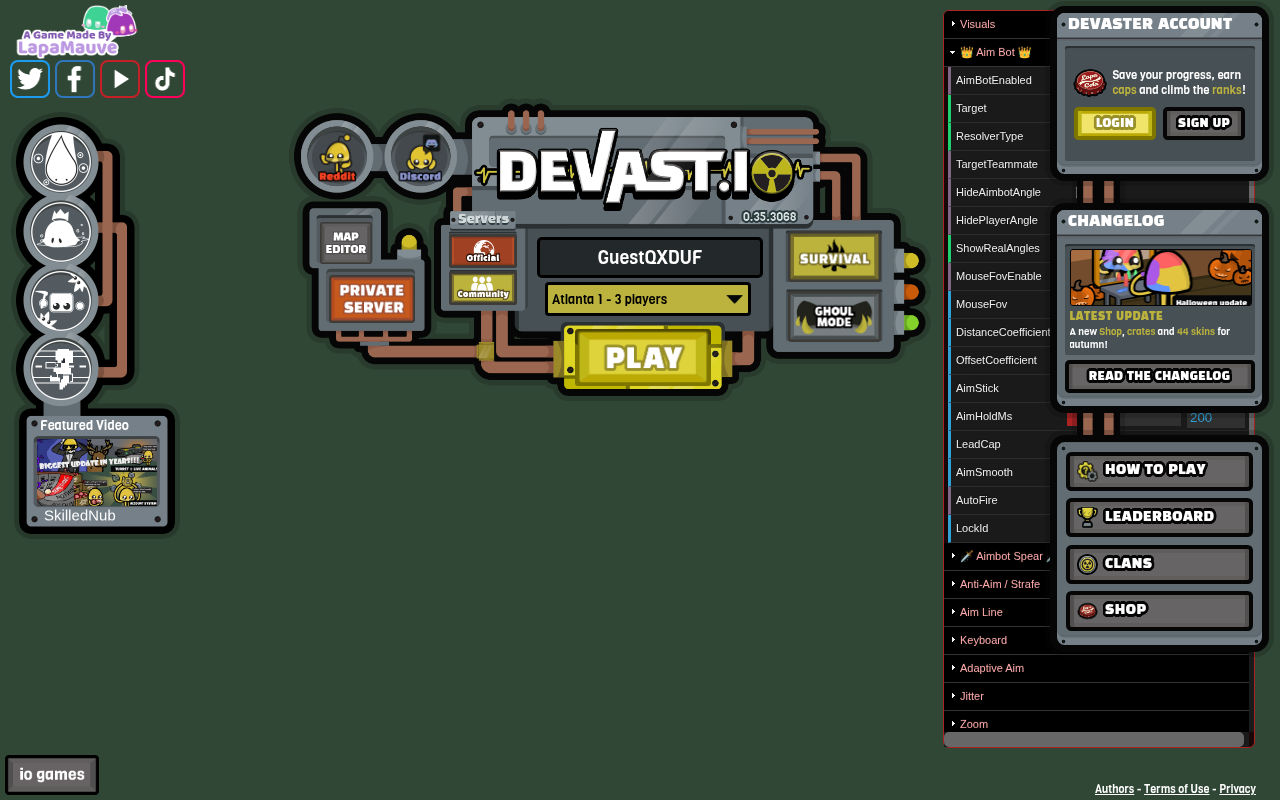 A Game Made By
LapaMauve
Reddit
Discord
DEVAST.IO
0.35.3068
MAP
EDITOR
PRIVATE
SERVER
Servers
Official
Community
GuestQXDUF
Atlanta 1 - 3 players
PLAY
SURVIVAL
GHOUL
MODE
Featured Video
BIGGEST UPDATE IN YEARS!!!
SkilledNub
io games
Visuals
👑 Aim Bot 👑
AimBotEnabled
Target
ResolverType
TargetTeammate
HideAimbotAngle
HidePlayerAngle
ShowRealAngles
MouseFovEnable
MouseFov
DistanceCoefficient
OffsetCoefficient
AimStick
AimHoldMs
200
LeadCap
AimSmooth
AutoFire
LockId
🗡️ Aimbot Spear
Anti-Aim / Strafe
Aim Line
Keyboard
Adaptive Aim
Jitter
Zoom
DEVASTER ACCOUNT
Save your progress, earn
caps and climb the ranks!
LOGIN
SIGN UP
CHANGELOG
Halloween update
LATEST UPDATE
A new Shop, crates and 44 skins for
autumn!
READ THE CHANGELOG
HOW TO PLAY
LEADERBOARD
CLANS
SHOP
Authors - Terms of Use - Privacy